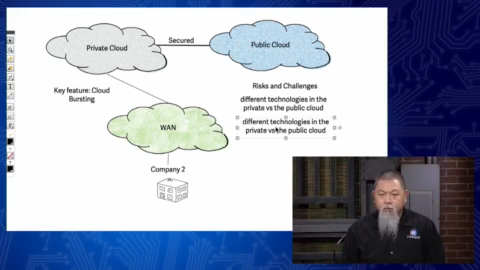 Private Cloud
Secured
Public Cloud
Key feature: Cloud
Bursting
Risks and Challenges
different technologies in the
private vs the public cloud
different technologies in the
private vs the public cloud
WAN
Company 2